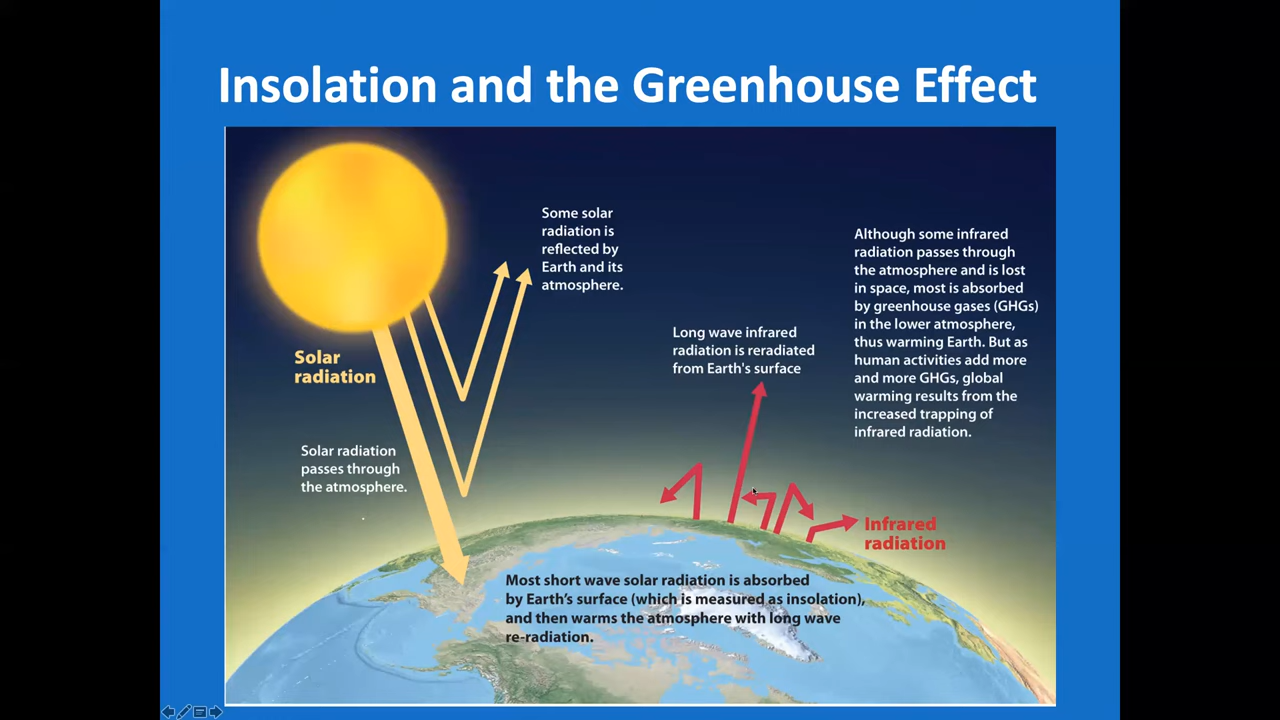 Insolation and the Greenhouse Effect
Some solar
radiation is
reflected by
Earth and its
atmosphere.
Although some infrared
radiation passes through
the atmosphere and is lost
in space, most is absorbed
by greenhouse gases (GHGs)
in the lower atmosphere,
thus warming Earth. But as
human activities add more
and more GHGs, global
warming results from the
increased trapping of
infrared radiation.
Long wave infrared
radiation is reradiated
from Earth's surface
Solar
radiation
Solar radiation
passes through
the atmosphere.
Infrared
radiation
Most short wave solar radiation is absorbed
by Earth's surface (which is measured as insolation),
and then warms the atmosphere with long wave
re-radiation.